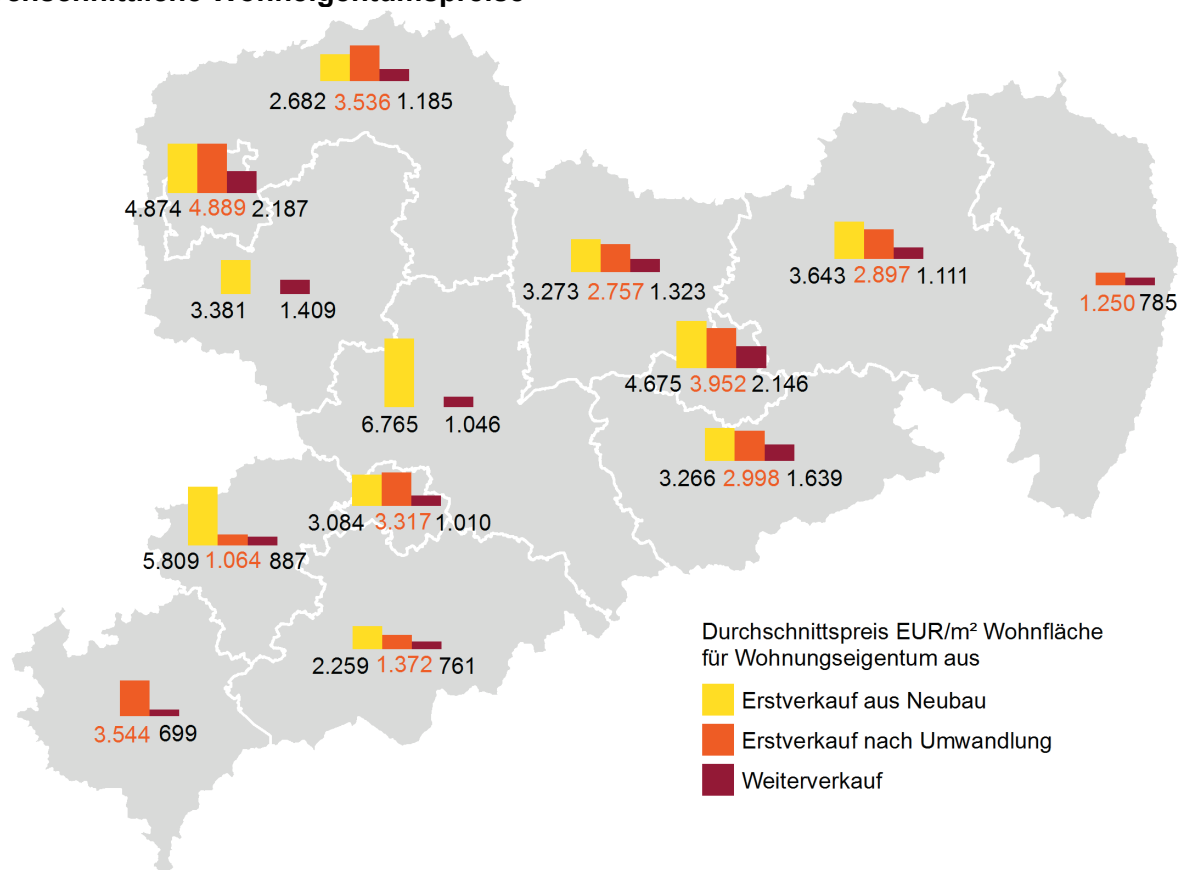 2.682 3.536 1.185
4.874 4.889 2.187
3.643 2.897 1.111
3.273 2.757 1.323
1.250 785
3.381 1.409
4.675 3.952 2.146
6.765 1.046
3.266 2.998 1.639
3.084 3.317 1.010
5.809 1.064 887
2.259 1.372 761
3.544 699
Durchschnittspreis EUR/m² Wohnfläche
für Wohnungseigentum aus
Erstverkauf aus Neubau
Erstverkauf nach Umwandlung
Weiterverkauf